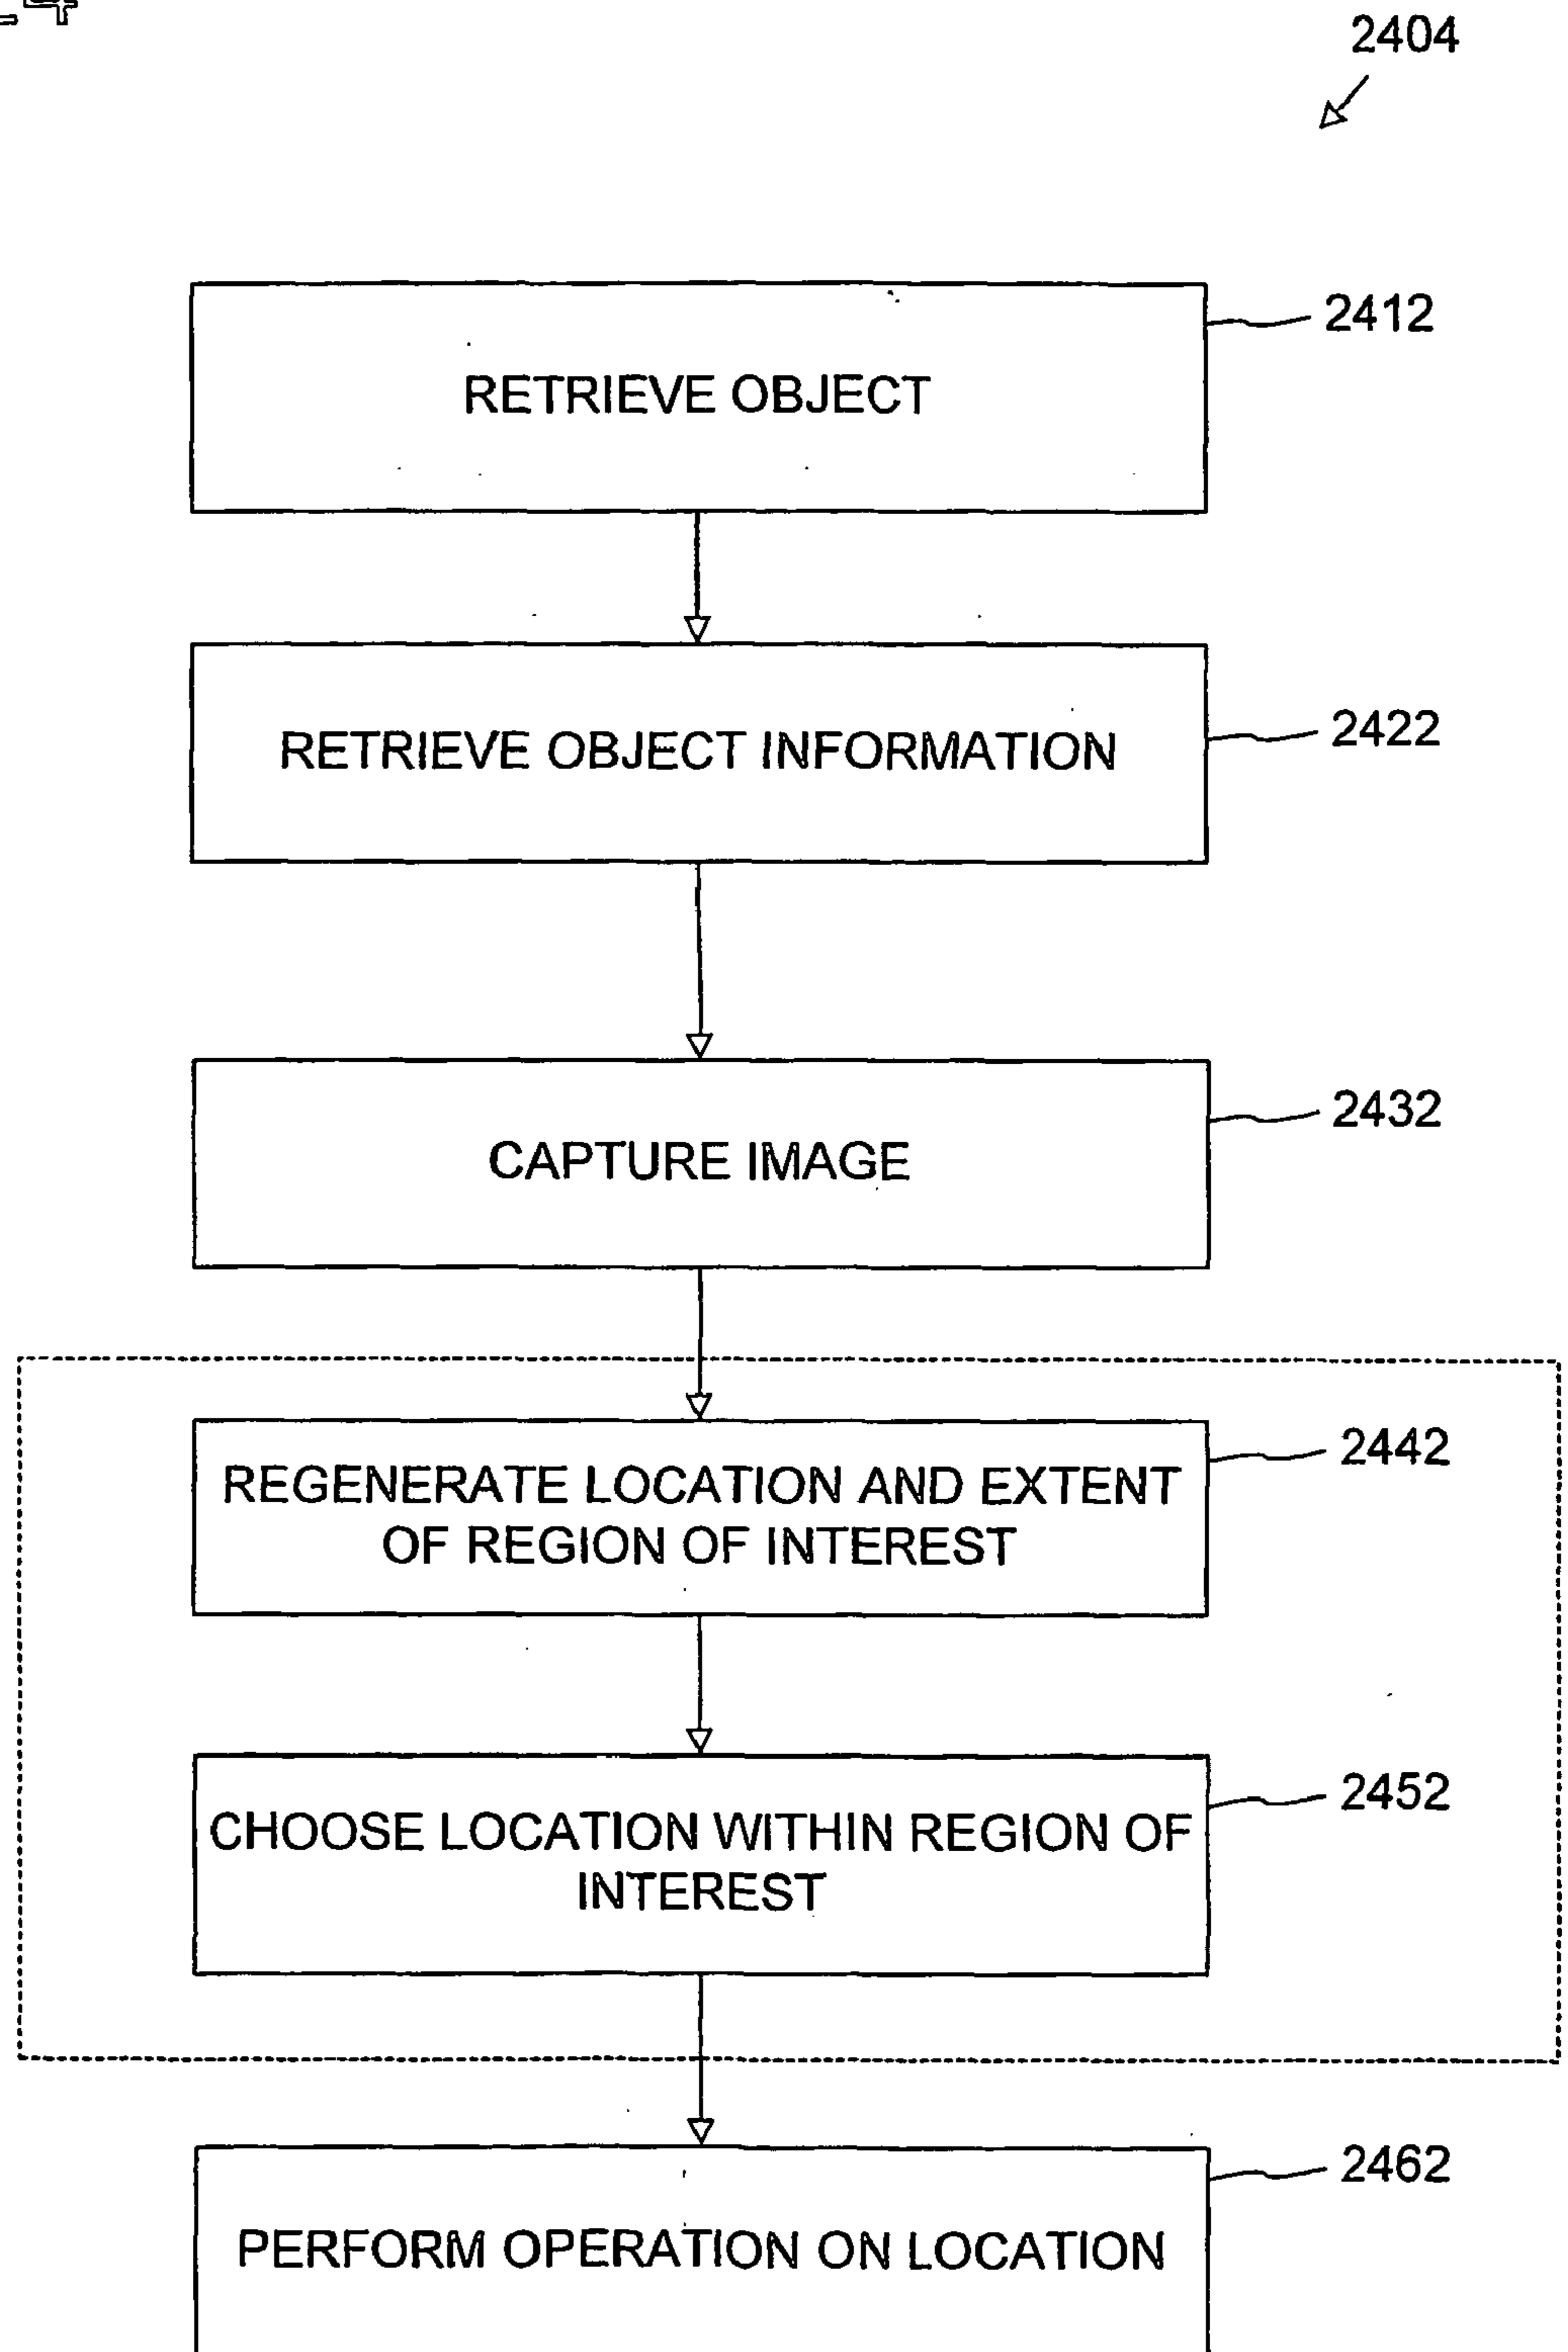 2404
RETRIEVE OBJECT
2412
RETRIEVE OBJECT INFORMATION
2422
CAPTURE IMAGE
2432
REGENERATE LOCATION AND EXTENT
OF REGION OF INTEREST
2442
CHOOSE LOCATION WITHIN REGION OF
INTEREST
2452
PERFORM OPERATION ON LOCATION
2462